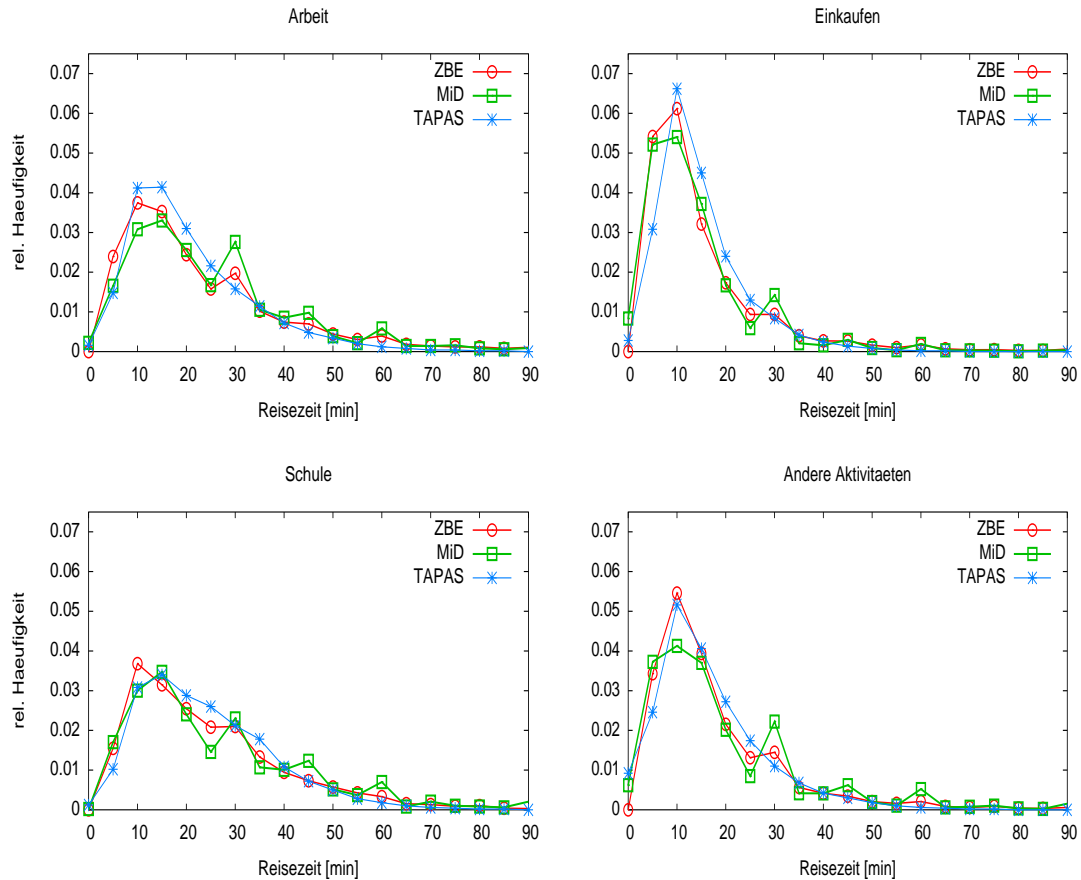 Arbeit
rel. Haeufigkeit
0.07
0.06
0.05
0.04
0.03
0.02
0.01
0
0 10 20 30 40 50 60 70 80 90
Reisezeit [min]
ZBE
MiD
TAPAS
Einkaufen
0.07
0.06
0.05
0.04
0.03
0.02
0.01
0
0 10 20 30 40 50 60 70 80 90
Reisezeit [min]
ZBE
MiD
TAPAS
Schule
rel. Haeufigkeit
0.07
0.06
0.05
0.04
0.03
0.02
0.01
0
0 10 20 30 40 50 60 70 80 90
Reisezeit [min]
ZBE
MiD
TAPAS
Andere Aktivitaeten
0.07
0.06
0.05
0.04
0.03
0.02
0.01
0
0 10 20 30 40 50 60 70 80 90
Reisezeit [min]
ZBE
MiD
TAPAS